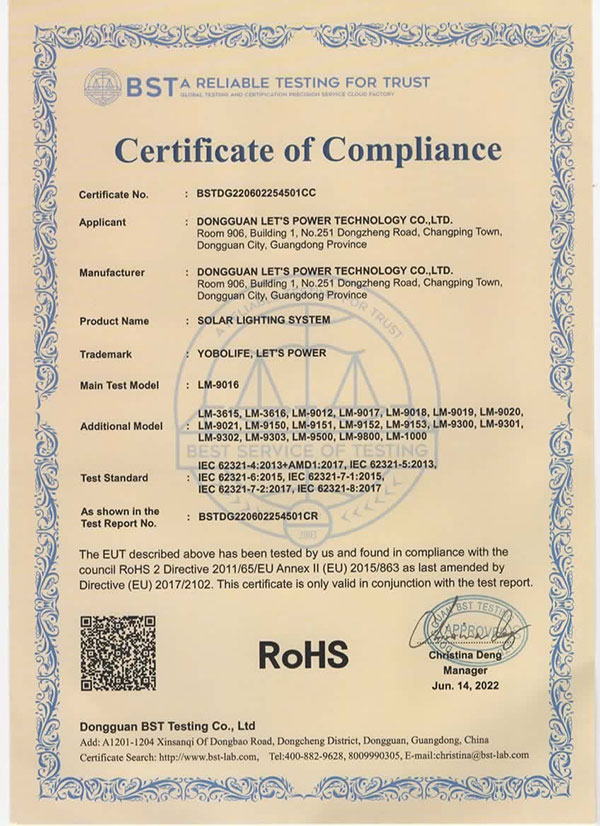 BST A RELIABLE TESTING FOR TRUST
GLOBAL TESTING AND CERTIFICATION PRECISION SERVICE CLOUD FACTORY
Certificate of Compliance
Certificate No. : BSTDG220602254501CC
Applicant : DONGGUAN LET'S POWER TECHNOLOGY CO.,LTD.
Room 906, Building 1, No.251 Dongzheng Road, Changping Town,
Dongguan City, Guangdong Province
Manufacturer : DONGGUAN LET'S POWER TECHNOLOGY CO.,LTD.
Room 906, Building 1, No.251 Dongzheng Road, Changping Town,
Dongguan City, Guangdong Province
Product Name : SOLAR LIGHTING SYSTEM
Trademark : YOBOLIFE, LET'S POWER
Main Test Model : LM-9016
LM-3615, LM-3616, LM-9012, LM-9017, LM-9018, LM-9019, LM-9020,
Additional Model : LM-9021, LM-9150, LM-9151, LM-9152, LM-9153, LM-9300, LM-9301,
LM-9302, LM-9303, LM-9500, LM-9800, LM-1000
BEST SERVICE OF TESTING
IEC 62321-4:2013+AMD1:2017, IEC 62321-5:2013,
Test Standard : IEC 62321-6:2015, IEC 62321-7-1:2015,
IEC 62321-7-2:2017, IEC 62321-8:2017
As shown in the
Test Report No. : BSTDG220602254501CR
The EUT described above has been tested by us and found in compliance with the
council RoHS 2 Directive 2011/65/EU Annex II (EU) 2015/863 as last amended by
Directive (EU) 2017/2102. This certificate is only valid in conjunction with the test report.
RoHS
APPROVED
Christina Deng
Manager
Jun. 14, 2022
Dongguan BST Testing Co., Ltd
Add: A1201-1204 Xinsanqi Of Dongbao Road, Dongcheng District, Dongguan, Guangdong, China
Certificate Search: http://www.bst-lab.com, Tel:400-882-9628, 8009990305, E-mail:christina@bst-lab.com